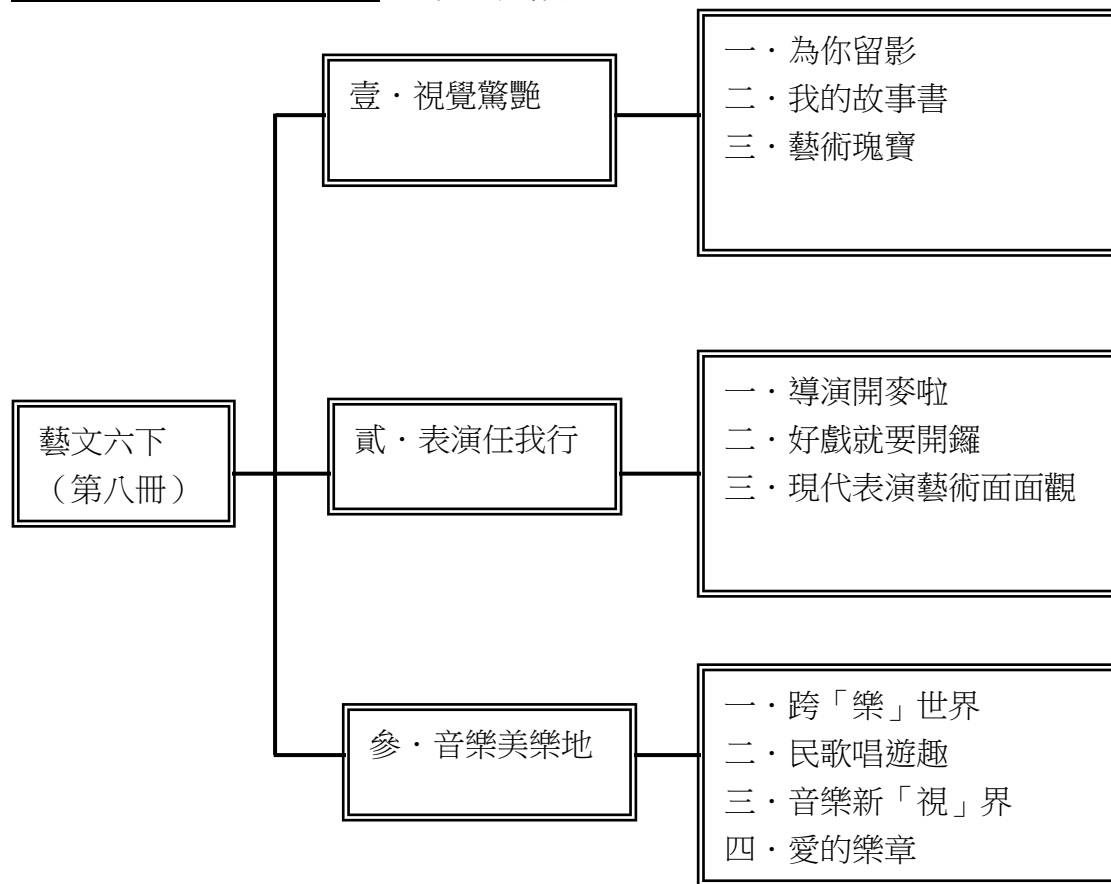 藝文六下
（第八冊）
壹．視覺驚艷
一．為你留影
二．我的故事書
三．藝術瑰寶
貳．表演任我行
一．導演開麥啦
二．好戲就要開鑼
三．現代表演藝術面面觀
參．音樂美樂地
一．跨「樂」世界
二．民歌唱遊趣
三．音樂新「視」界
四．愛的樂章